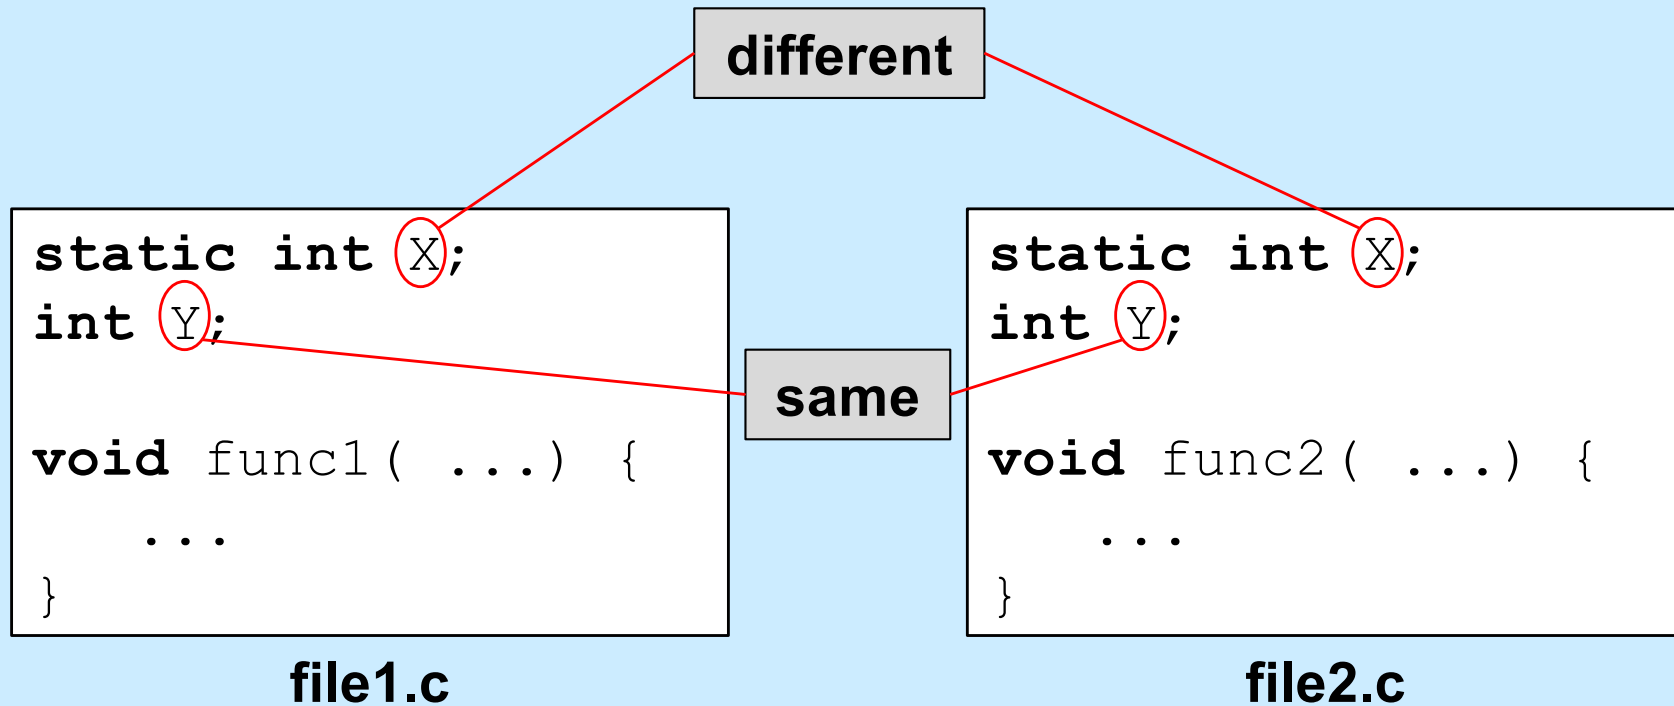 different
static int X;
int Y;
void func1( ...) {
...
}
file1.c
same
static int X;
int Y;
void func2( ...) {
...
}
file2.c